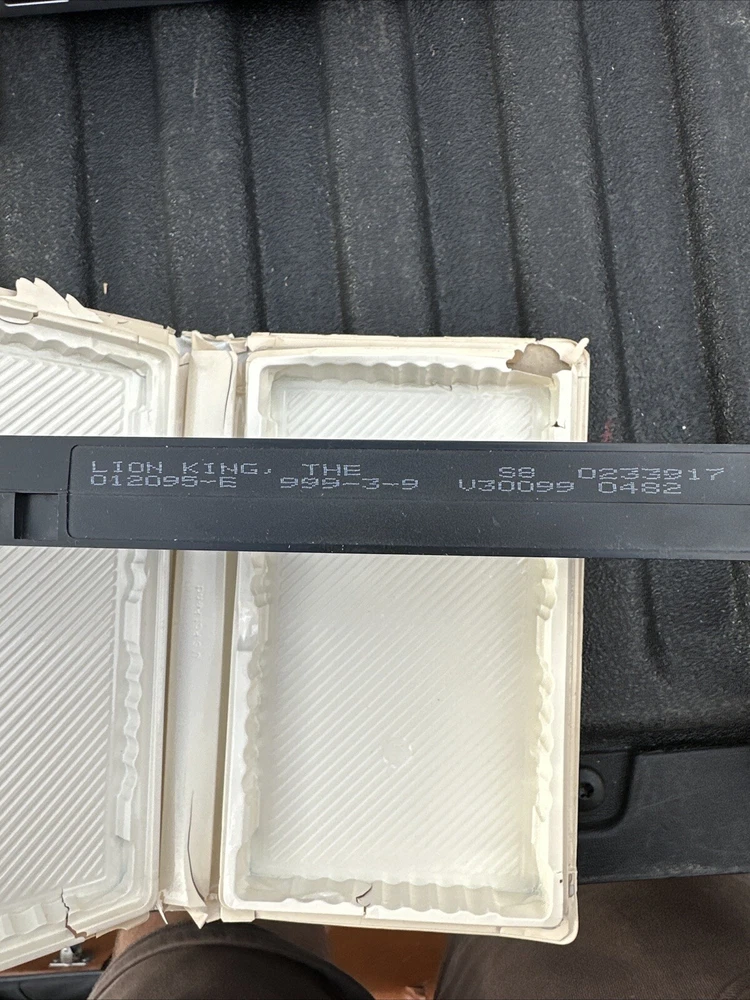 LION KING, THE S8 0233917
012095-E 999-3-9 V30099 0482